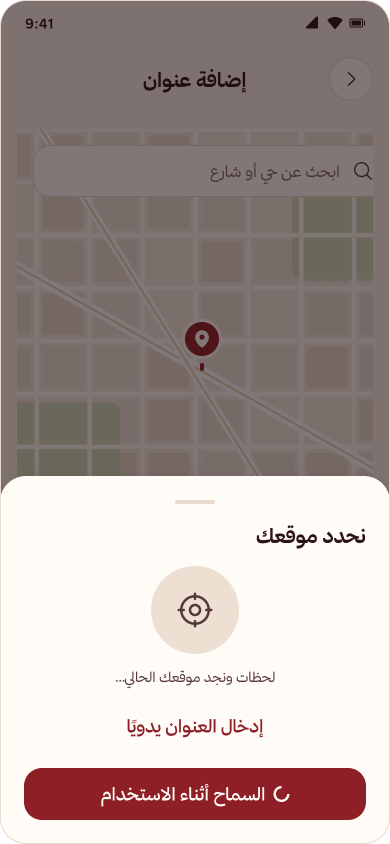 9:41
إضافة عنوان
ابحث عن حي أو شارع
نحدد موقعك
لحظات ونجد موقعك الحالي...
إدخال العنوان يدويًا
السماح أثناء الاستخدام